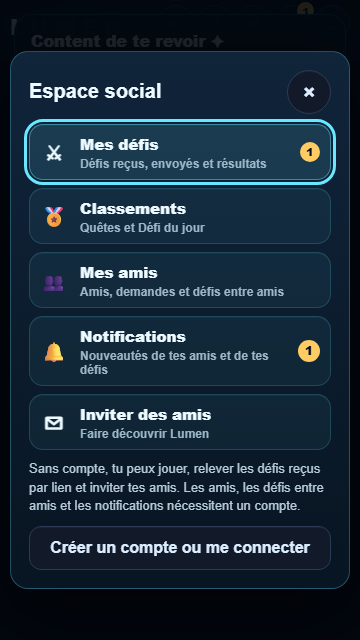 1
Content de te revoir ✦
Espace social
Mes défis
Défis reçus, envoyés et résultats
1
Classements
Quêtes et Défi du jour
Mes amis
Amis, demandes et défis entre amis
Notifications
Nouveautés de tes amis et de tes
défis
1
Inviter des amis
Faire découvrir Lumen
Sans compte, tu peux jouer, relever les défis reçus
par lien et inviter tes amis. Les amis, les défis entre
amis et les notifications nécessitent un compte.
Créer un compte ou me connecter